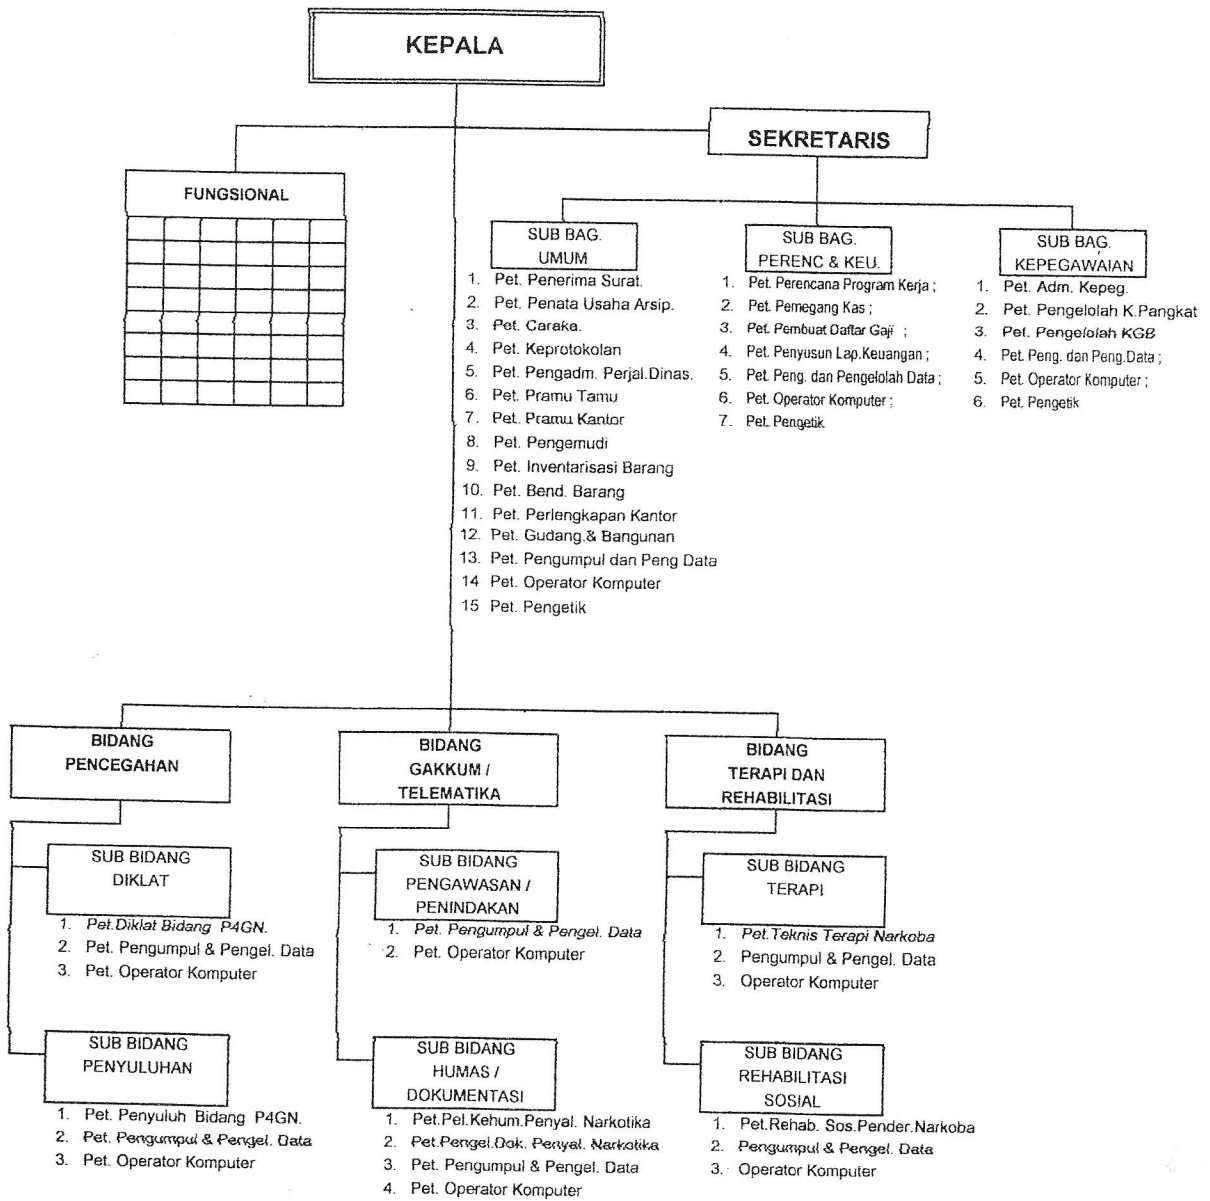 KEPALA
SEKRETARIS
FUNGSIONAL
SUB BAG.
UMUM
1. Pet. Penerima Surat.
2. Pet. Penata Usaha Arsip.
3. Pet. Caraka.
4. Pet. Keprotokolan
5. Pet. Pengadm. Perjal.Dinas.
6. Pet. Pramu Tamu
7. Pet. Pramu Kantor
8. Pet. Pengemudi
9. Pet. Inventarisasi Barang
10. Pet. Bend. Barang
11. Pet. Perlengkapan Kantor
12. Pet. Gudang.& Bangunan
13. Pet. Pengumpul dan Peng Data
14 Pet. Operator Komputer
15 Pet. Pengetik
SUB BAG.
PERENC & KEU.
1. Pet. Perencana Program Kerja ;
2. Pet. Pemegang Kas ;
3. Pet. Pembuat Daftar Gaji ;
4. Pet. Penyusun Lap.Keuangan ;
5. Pet. Peng. dan Pengelolah Data ;
6. Pet. Operator Komputer ;
7. Pet. Pengetik
SUB BAG.
KEPEGAWAIAN
1. Pet. Adm. Kepeg.
2. Pet. Pengelolah K.Pangkat
3. Pet. Pengelolah KGB
4. Pet. Peng. dan Peng.Data ;
5. Pet. Operator Komputer ;
6. Pet. Pengetik
BIDANG
PENCEGAHAN
SUB BIDANG
DIKLAT
1. Pet.Diklat Bidang P4GN.
2. Pet. Pengumpul & Pengel. Data
3. Pet. Operator Komputer
SUB BIDANG
PENYULUHAN
1. Pet. Penyuluh Bidang P4GN.
2. Pet. Pengumpul & Pengel. Data
3. Pet. Operator Komputer
BIDANG
GAKKUM /
TELEMATIKA
SUB BIDANG
PENGAWASAN /
PENINDAKAN
1. Pet. Pengumpul & Pengel. Data
2. Pet. Operator Komputer
SUB BIDANG
HUMAS /
DOKUMENTASI
1. Pet.Pel.Kehum.Penyal. Narkotika
2. Pet.Pengel.Dok. Penyal. Narkotika
3. Pet. Pengumpul & Pengel. Data
4. Pet. Operator Komputer
BIDANG
TERAPI DAN
REHABILITASI
SUB BIDANG
TERAPI
1. Pet.Teknis Terapi Narkoba
2. Pengumpul & Pengel. Data
3. Operator Komputer
SUB BIDANG
REHABILITASI
SOSIAL
1. Pet.Rehab. Sos.Pender.Narkoba
2. Pengumpul & Pengel. Data
3. Operator Komputer